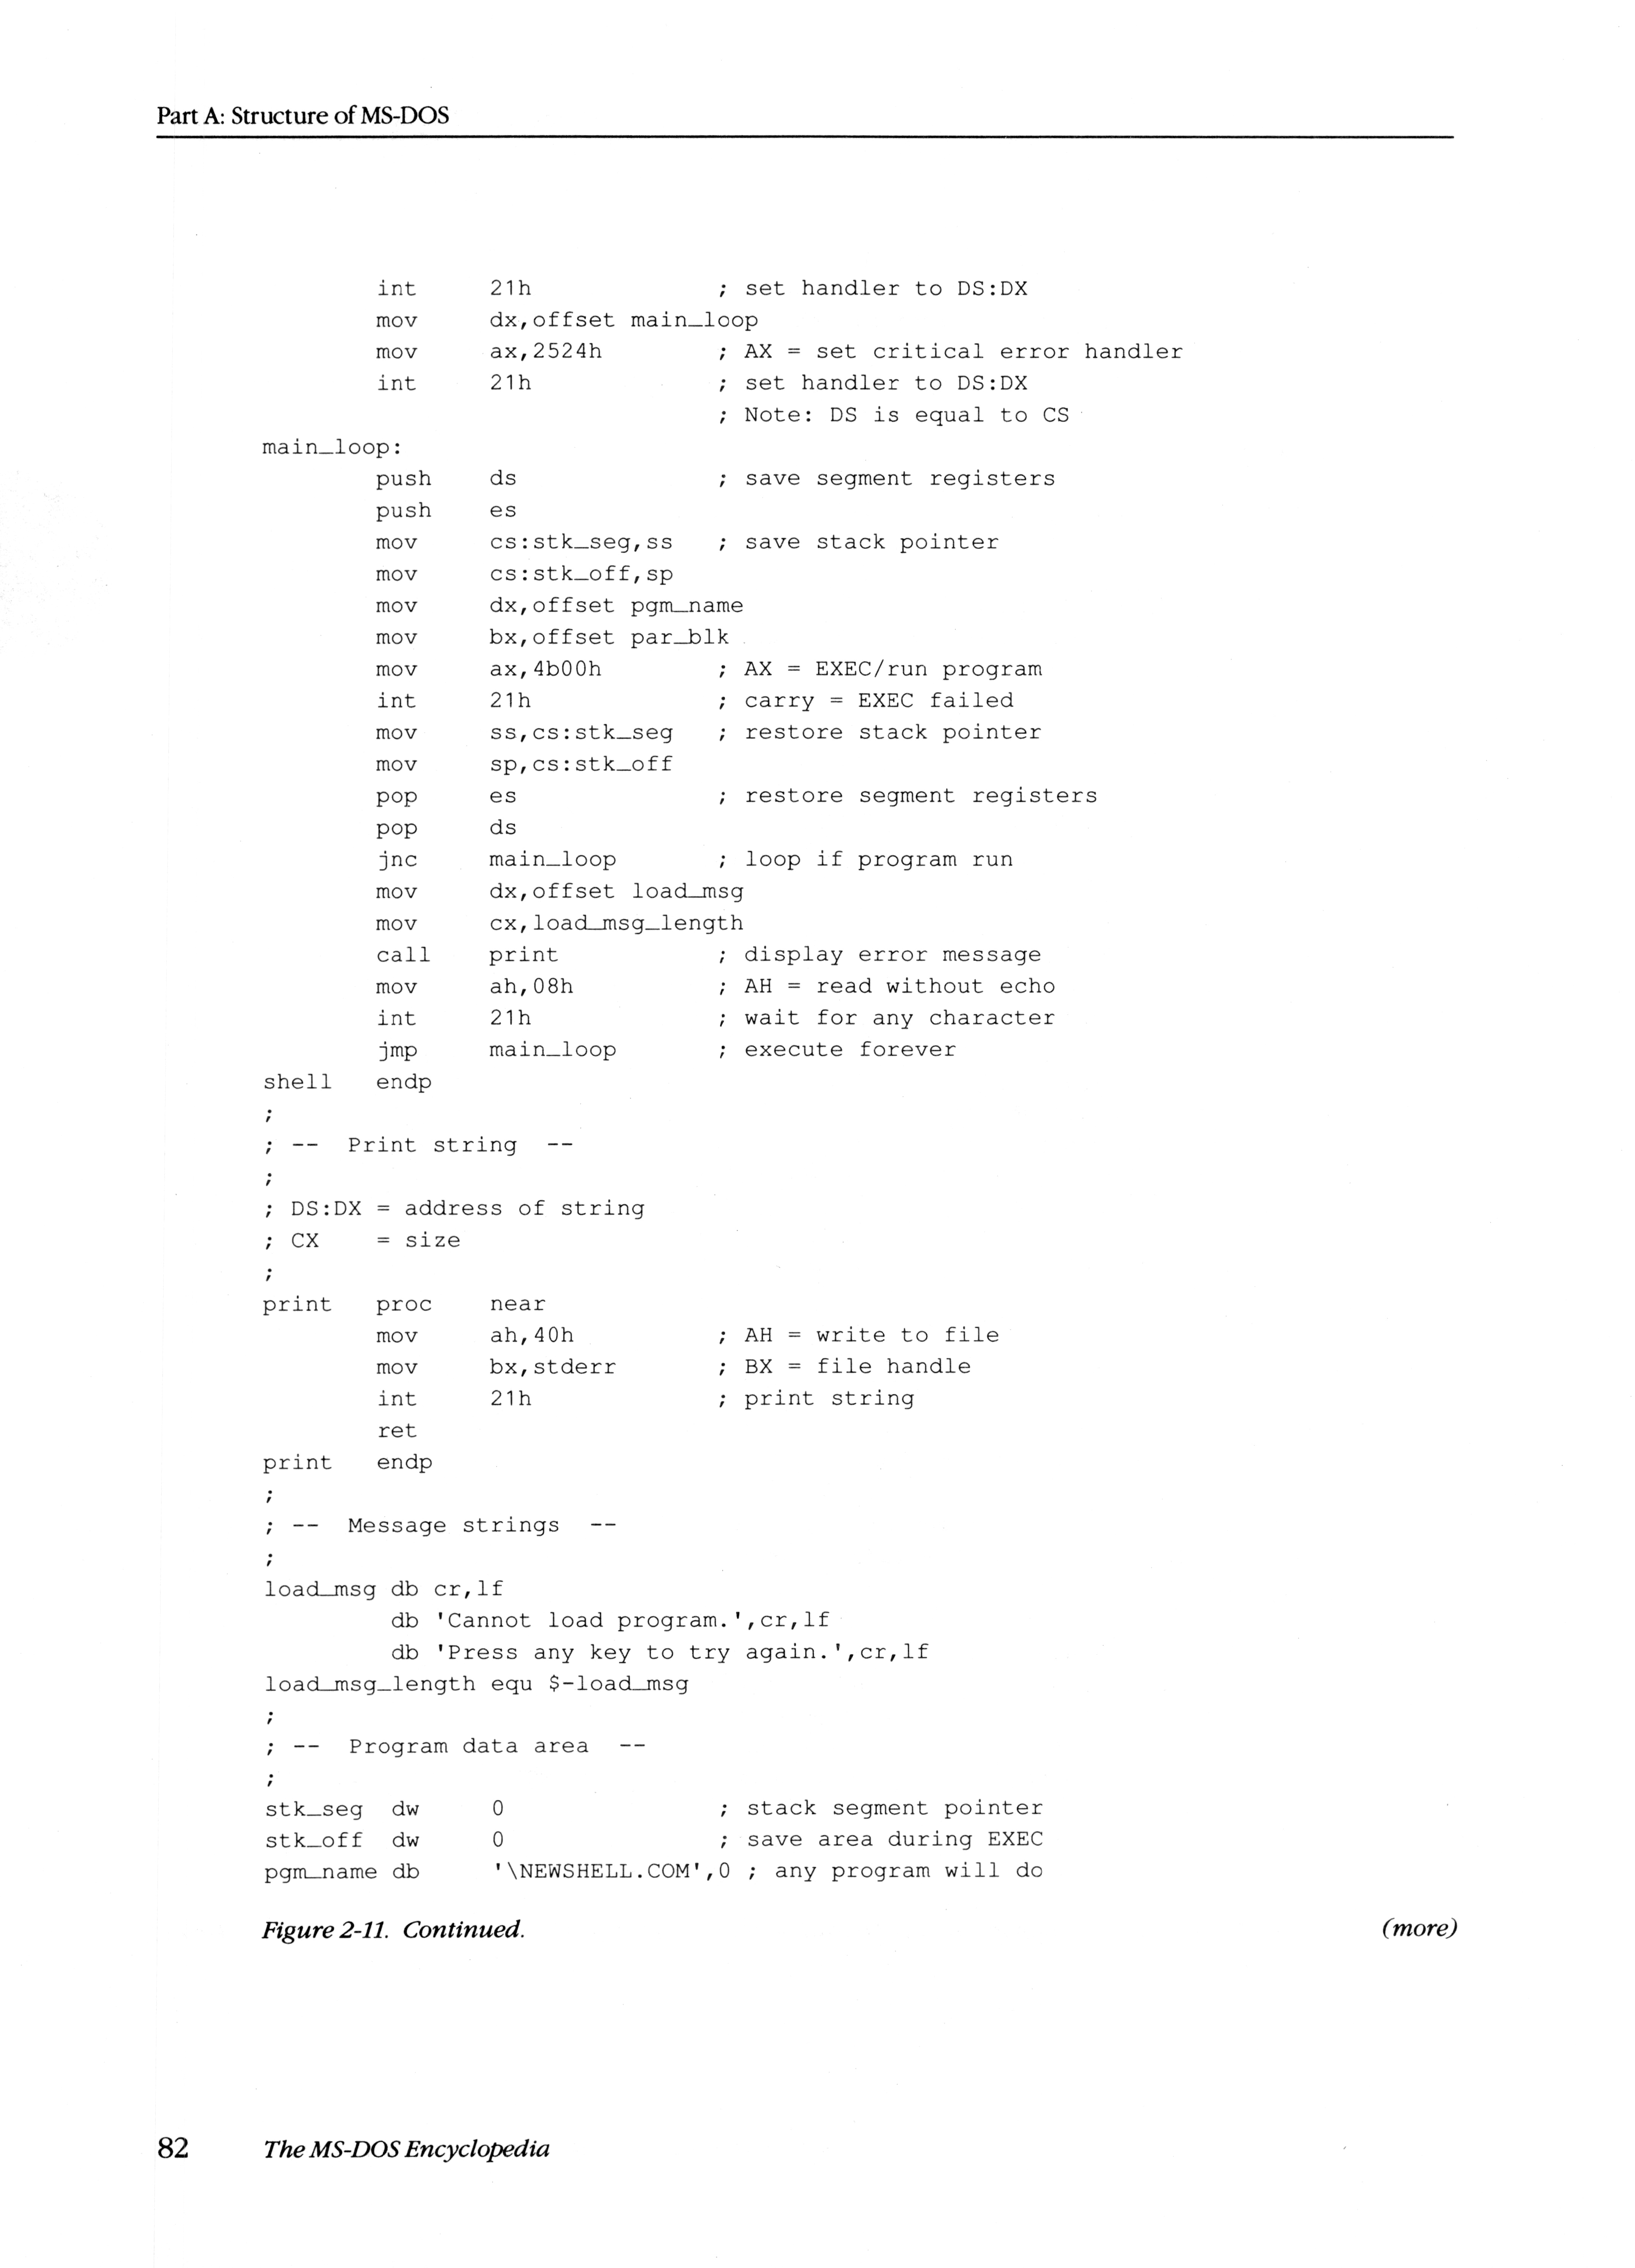 Part A: Structure of MS-DOS
int 21h ; set handler to DS:DX
mov dx,offset main_loop
mov ax,2524h ; AX = set critical error handler
int 21h ; set handler to DS:DX
; Note: DS is equal to CS
main_loop:
push ds ; save segment registers
push es
mov cs:stk_seg,ss ; save stack pointer
mov cs:stk_off,sp
mov dx,offset pgm_name
mov bx,offset par_blk
mov ax,4b00h ; AX = EXEC/run program
int 21h ; carry = EXEC failed
mov ss,cs:stk_seg ; restore stack pointer
mov sp,cs:stk_off
pop es ; restore segment registers
pop ds
jnc main_loop ; loop if program run
mov dx,offset load_msg
mov cx,load_msg_length
call print ; display error message
mov ah,08h ; AH = read without echo
int 21h ; wait for any character
jmp main_loop ; execute forever
shell endp
;
; -- Print string --
;
; DS:DX = address of string
; CX = size
;
print proc near
mov ah,40h ; AH = write to file
mov bx,stderr ; BX = file handle
int 21h ; print string
ret
print endp
;
; -- Message strings --
;
load_msg db cr,lf
db 'Cannot load program.',cr,lf
db 'Press any key to try again.',cr,lf
load_msg_length equ $-load_msg
;
; -- Program data area --
;
stk_seg dw 0 ; stack segment pointer
stk_off dw 0 ; save area during EXEC
pgm_name db '\NEWSHELL.COM',0 ; any program will do
Figure 2-11. Continued. (more)
82 The MS-DOS Encyclopedia